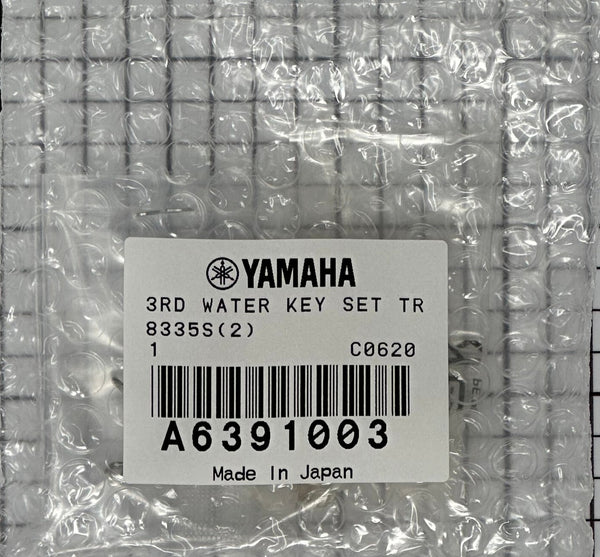 YAMAHA
3RD WATER KEY SET TR
8335S(2)
1 C0620
A6391003
Made In Japan